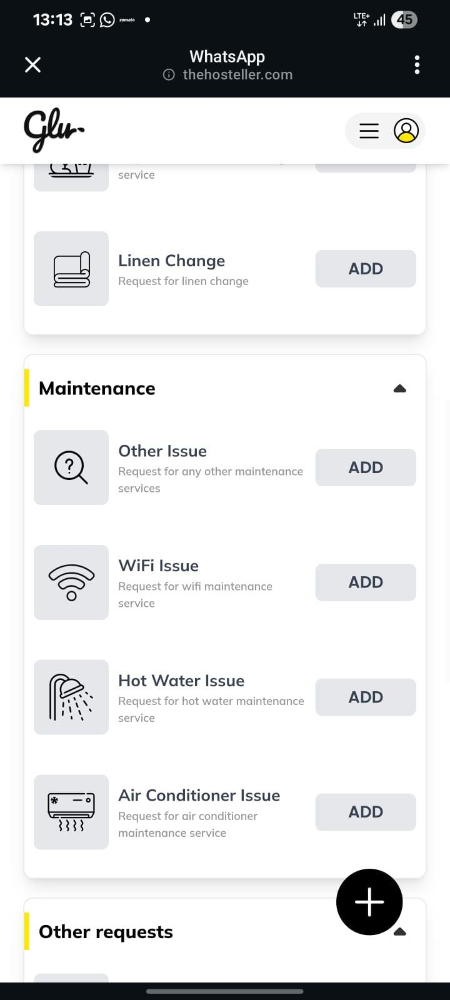 13:13 zomato LTE+ 45
WhatsApp
thehosteller.com
Glu
service
Linen Change
Request for linen change
ADD
Maintenance
Other Issue
Request for any other maintenance
services
ADD
WiFi Issue
Request for wifi maintenance
service
ADD
Hot Water Issue
Request for hot water maintenance
service
ADD
Air Conditioner Issue
Request for air conditioner
maintenance service
ADD
Other requests